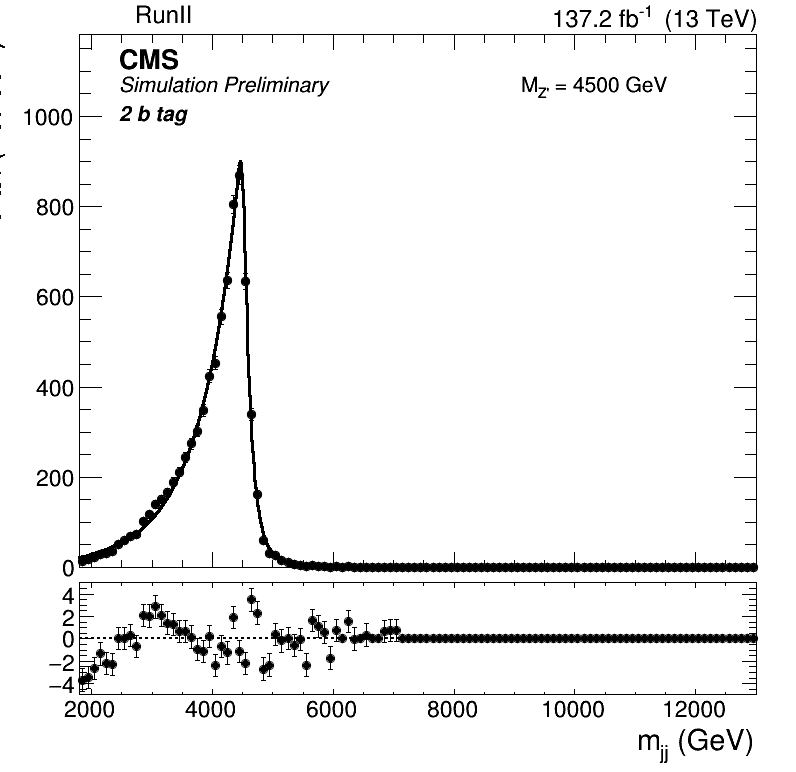 RunII
137.2 fb⁻¹ (13 TeV)
CMS
Simulation Preliminary
M_Z' = 4500 GeV
2 b tag
1000
800
600
400
200
0
4
2
0
−2
−4
2000 4000 6000 8000 10000 12000
m_jj (GeV)